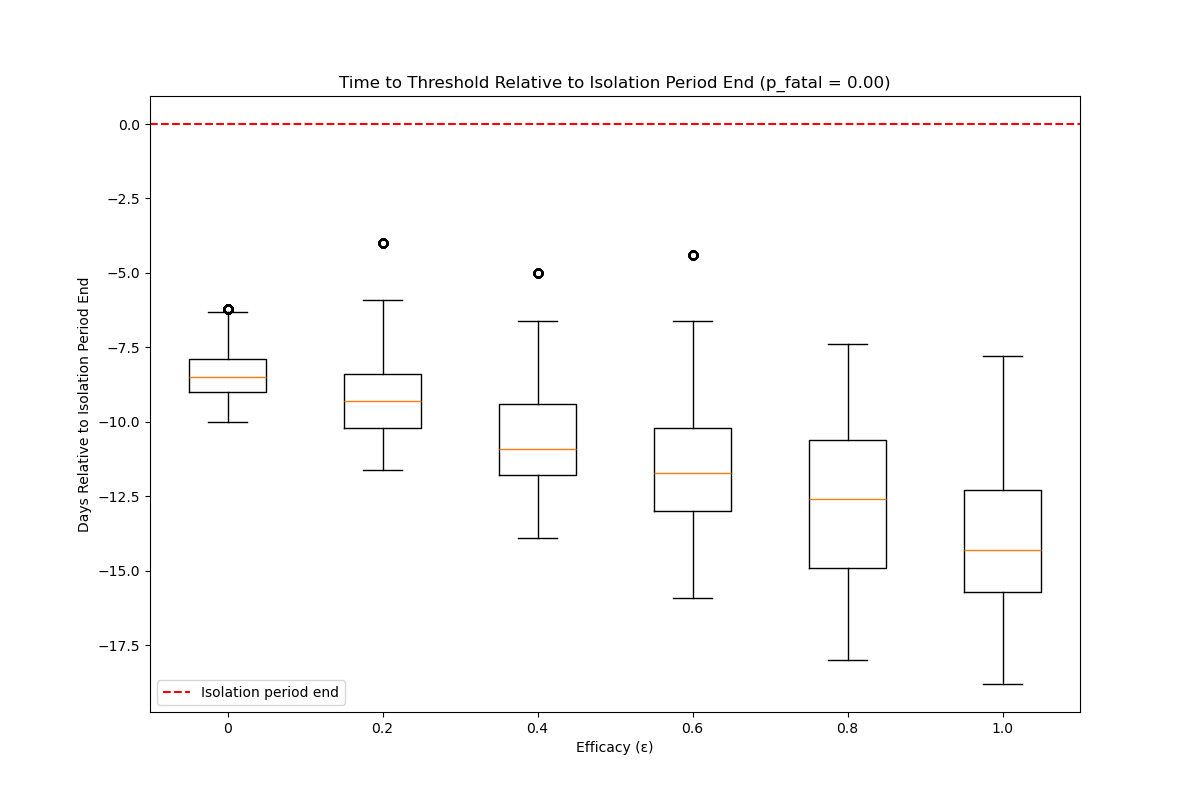 Time to Threshold Relative to Isolation Period End (p_fatal = 0.00)
Days Relative to Isolation Period End
0.0
−2.5
−5.0
−7.5
−10.0
−12.5
−15.0
−17.5
Isolation period end
0 0.2 0.4 0.6 0.8 1.0
Efficacy (ε)